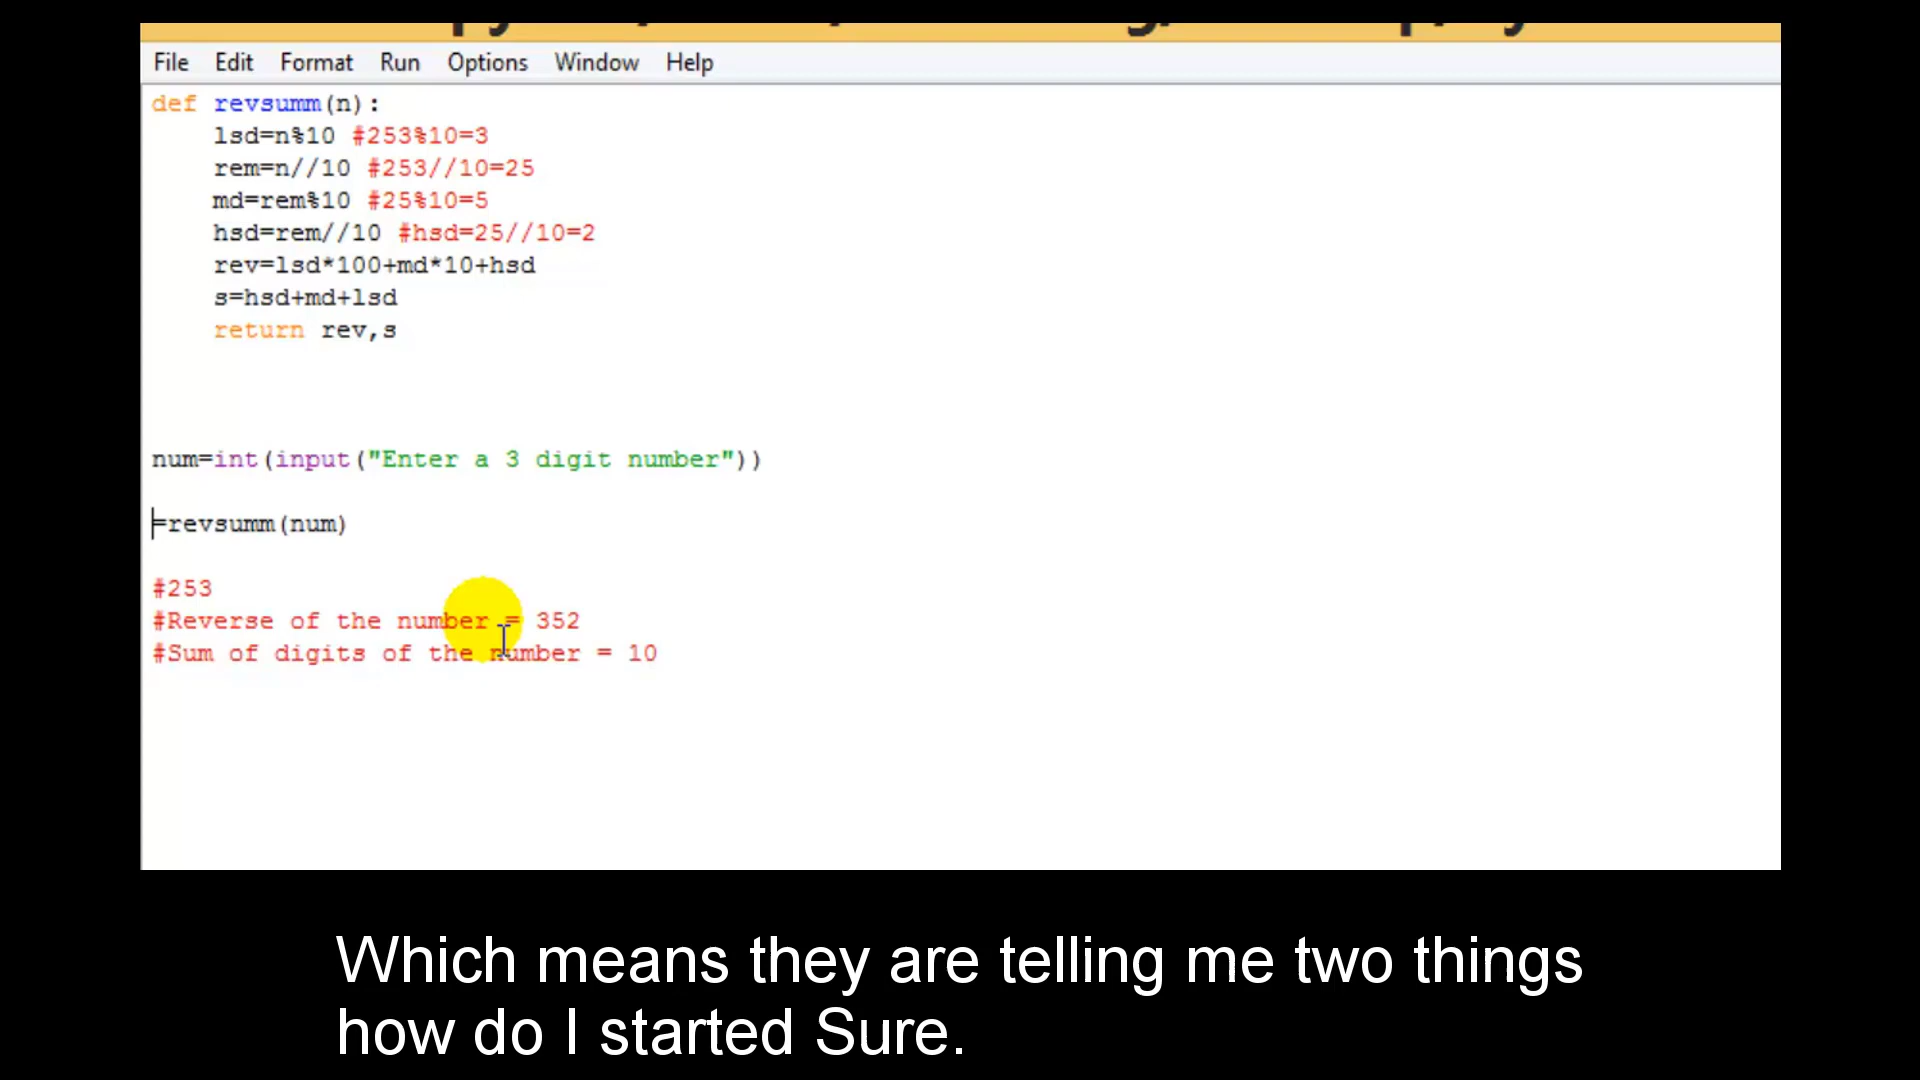 File Edit Format Run Options Window Help
def revsumm(n):
lsd=n%10 #253%10=3
rem=n//10 #253//10=25
md=rem%10 #25%10=5
hsd=rem//10 #hsd=25//10=2
rev=lsd*100+md*10+hsd
s=hsd+md+lsd
return rev,s
num=int(input("Enter a 3 digit number"))
=revsumm(num)
#253
#Reverse of the number = 352
#Sum of digits of the number = 10
Which means they are telling me two things
how do I started Sure.